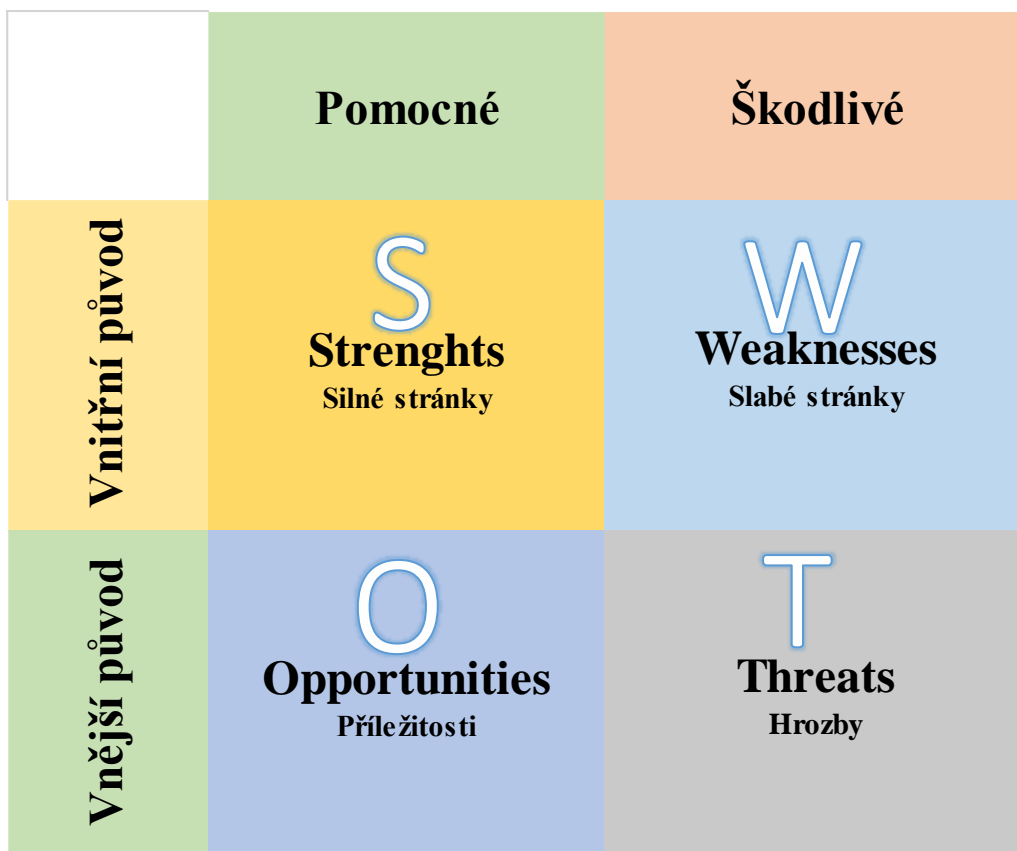 Pomocné
Škodlivé
Vnitřní původ
S
Strenghts
Silné stránky
W
Weaknesses
Slabé stránky
Vnější původ
O
Opportunities
Příležitosti
T
Threats
Hrozby